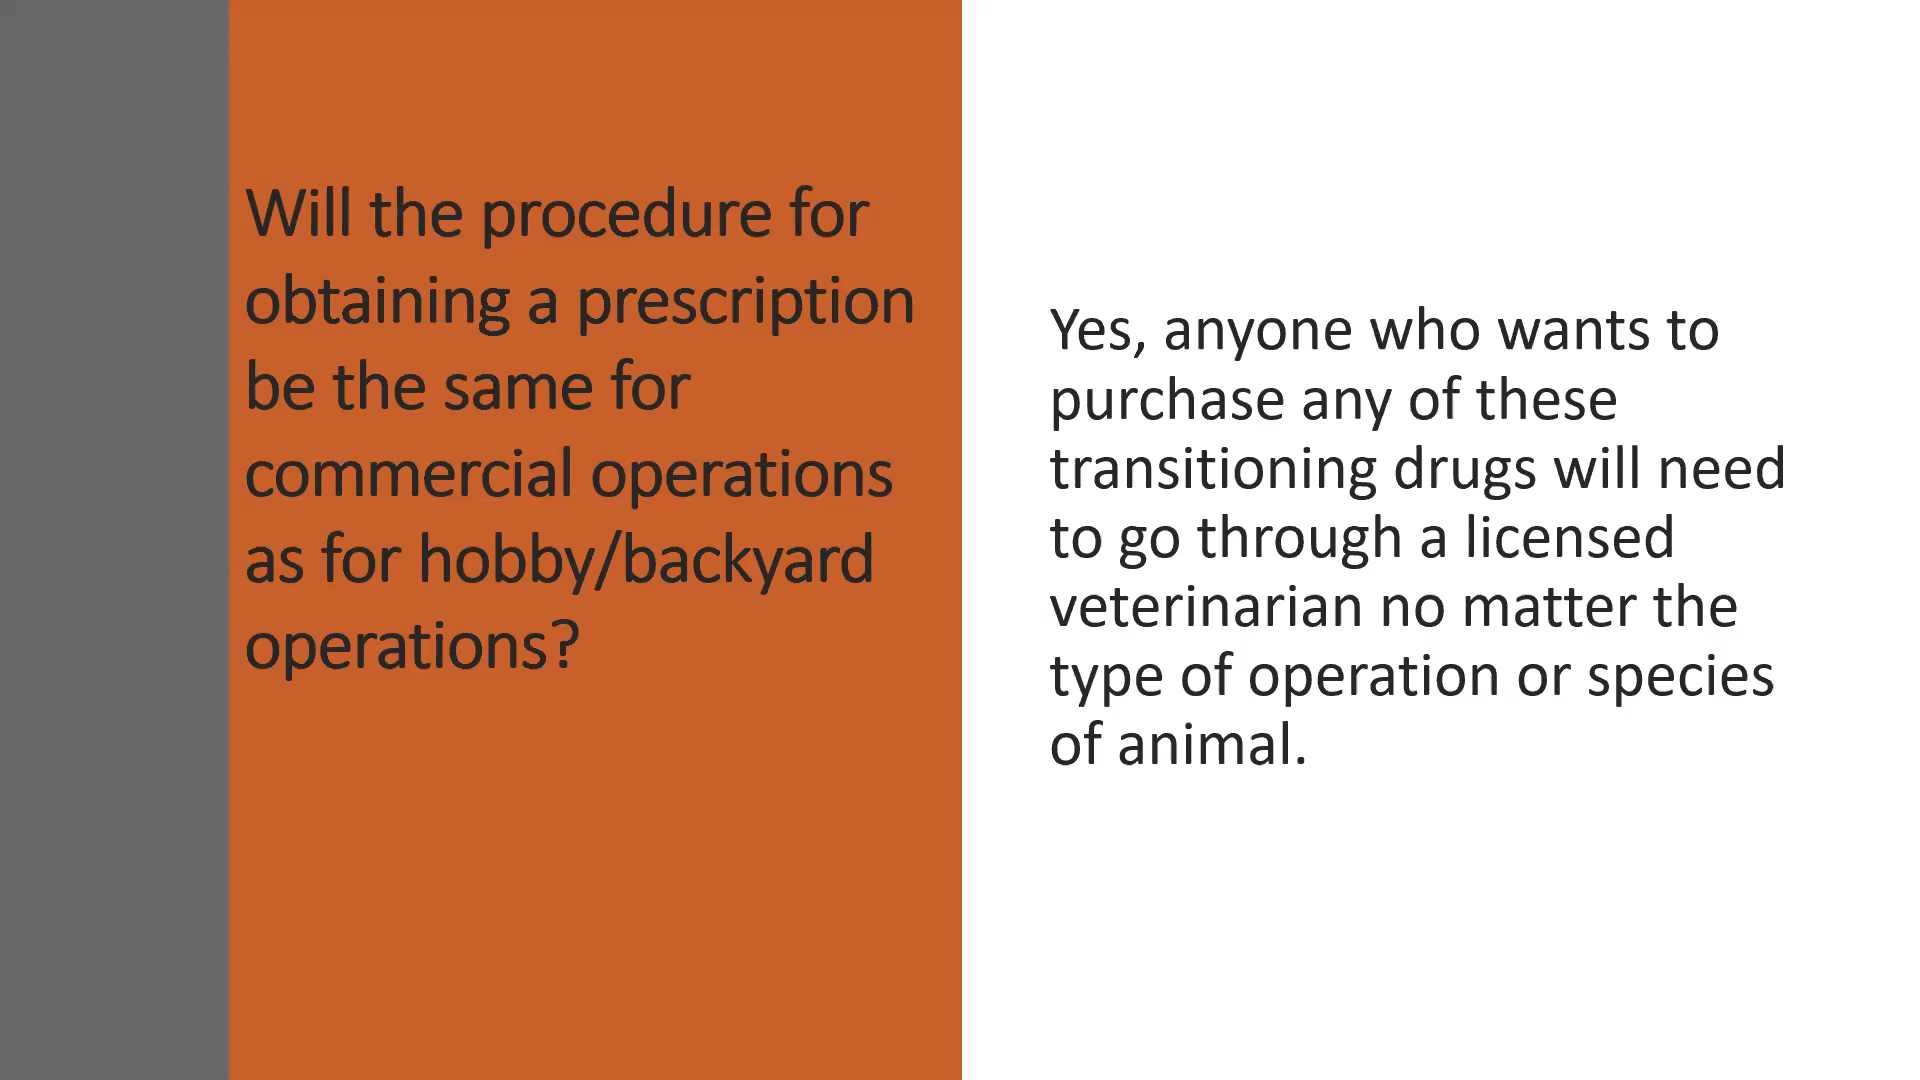 Will the procedure for
obtaining a prescription
be the same for
commercial operations
as for hobby/backyard
operations?
Yes, anyone who wants to
purchase any of these
transitioning drugs will need
to go through a licensed
veterinarian no matter the
type of operation or species
of animal.